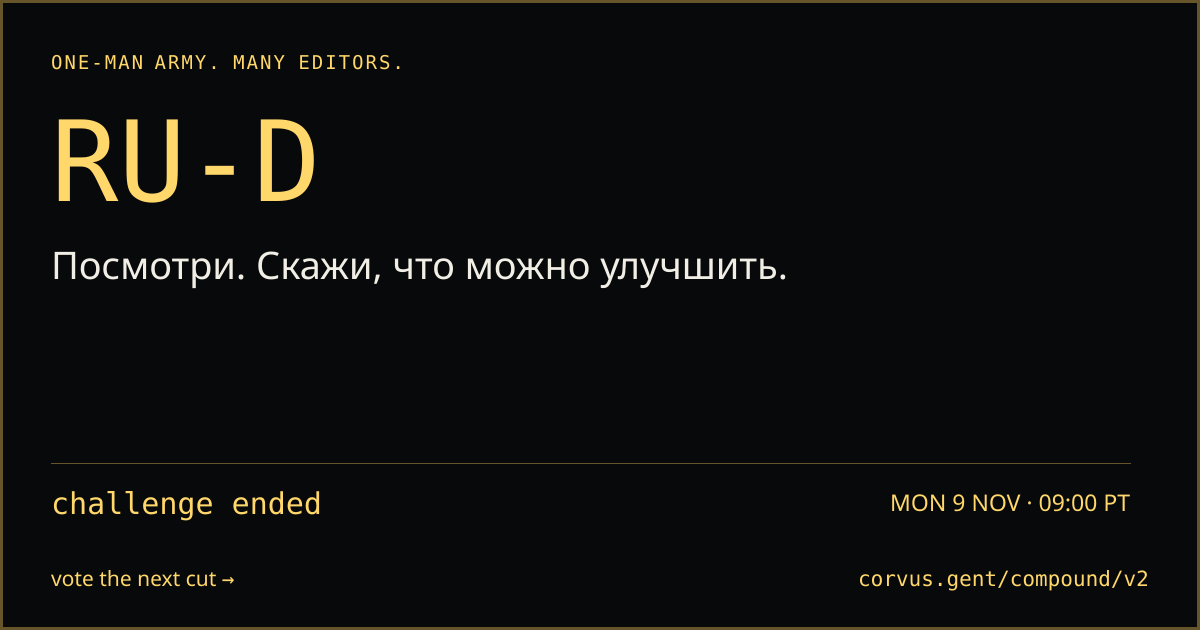 ONE-MAN ARMY. MANY EDITORS.
RU-D
Посмотри. Скажи, что можно улучшить.
challenge ended
MON 9 NOV · 09:00 PT
vote the next cut →
corvus.gent/compound/v2